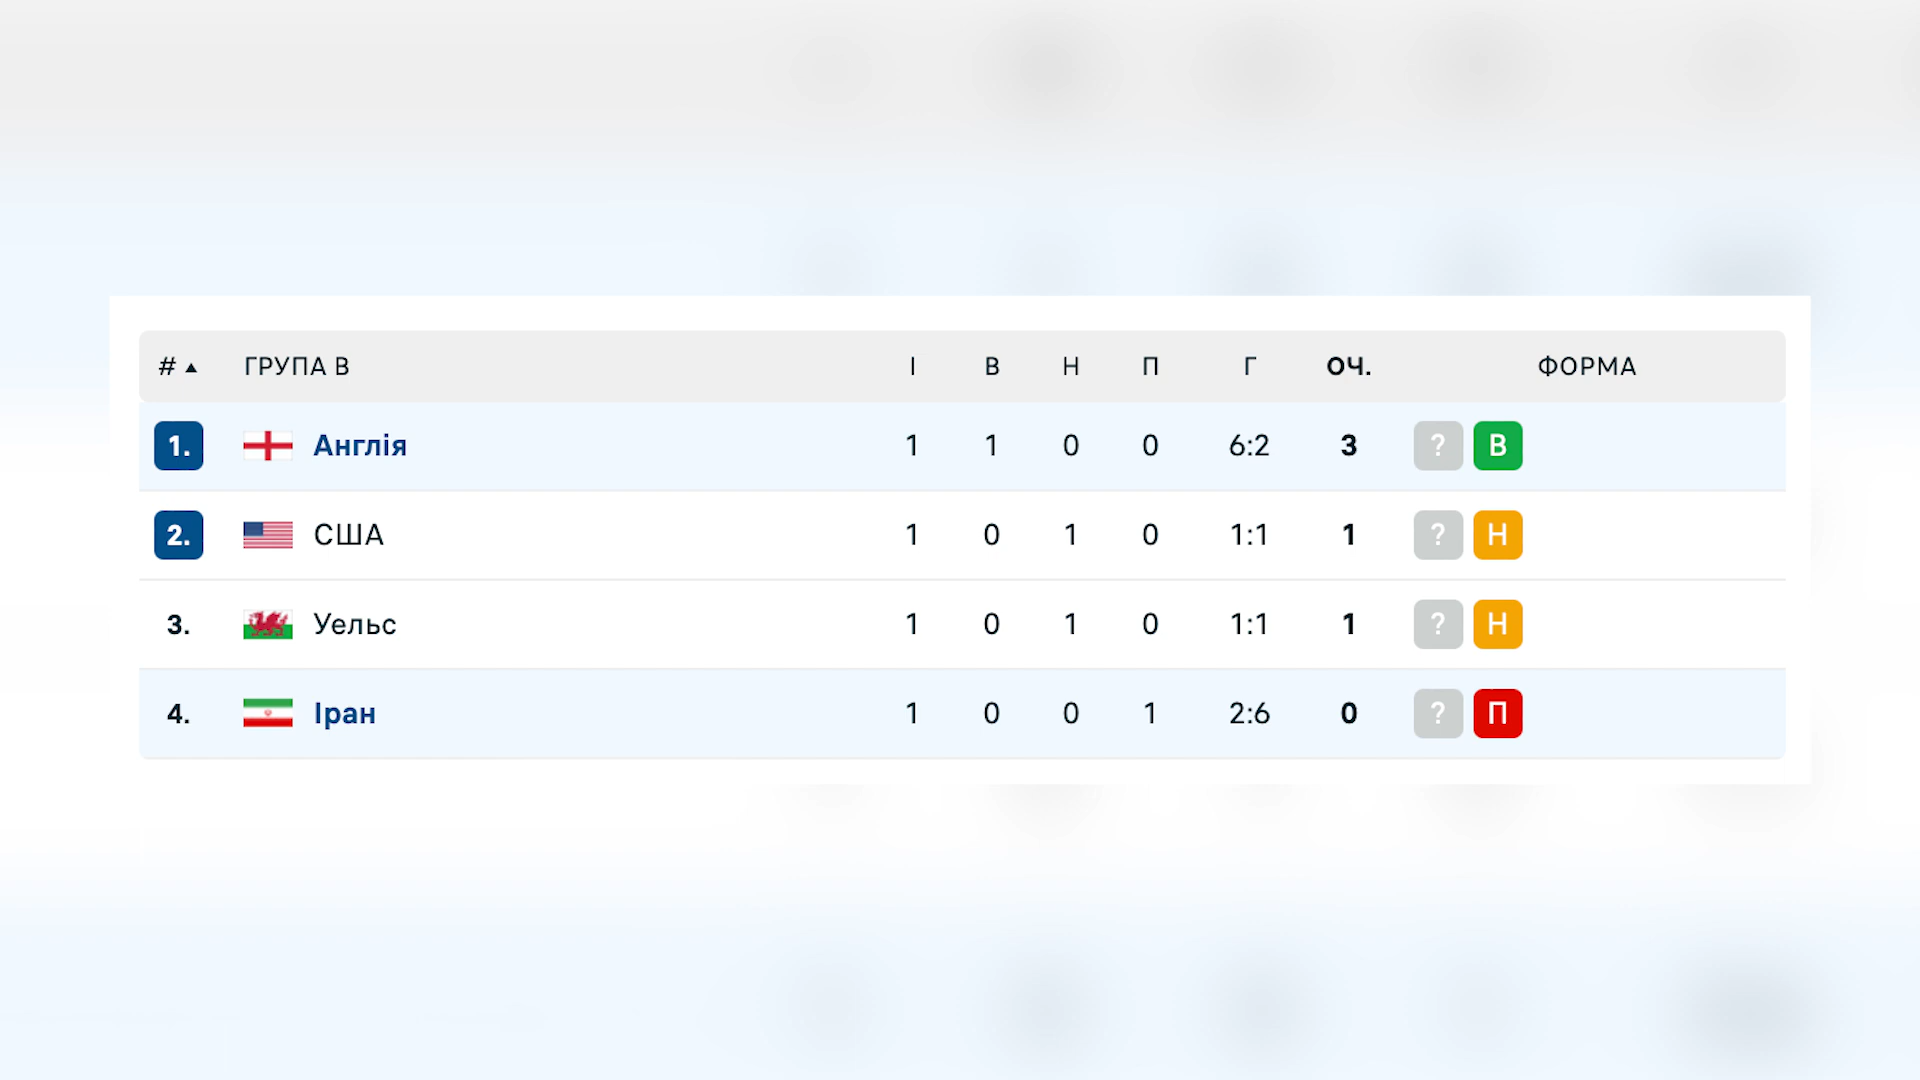 # ▲ ГРУПА B І В Н П Г ОЧ. ФОРМА
1. Англія 1 1 0 0 6:2 3 ? В
2. США 1 0 1 0 1:1 1 ? Н
3. Уельс 1 0 1 0 1:1 1 ? Н
4. Іран 1 0 0 1 2:6 0 ? П